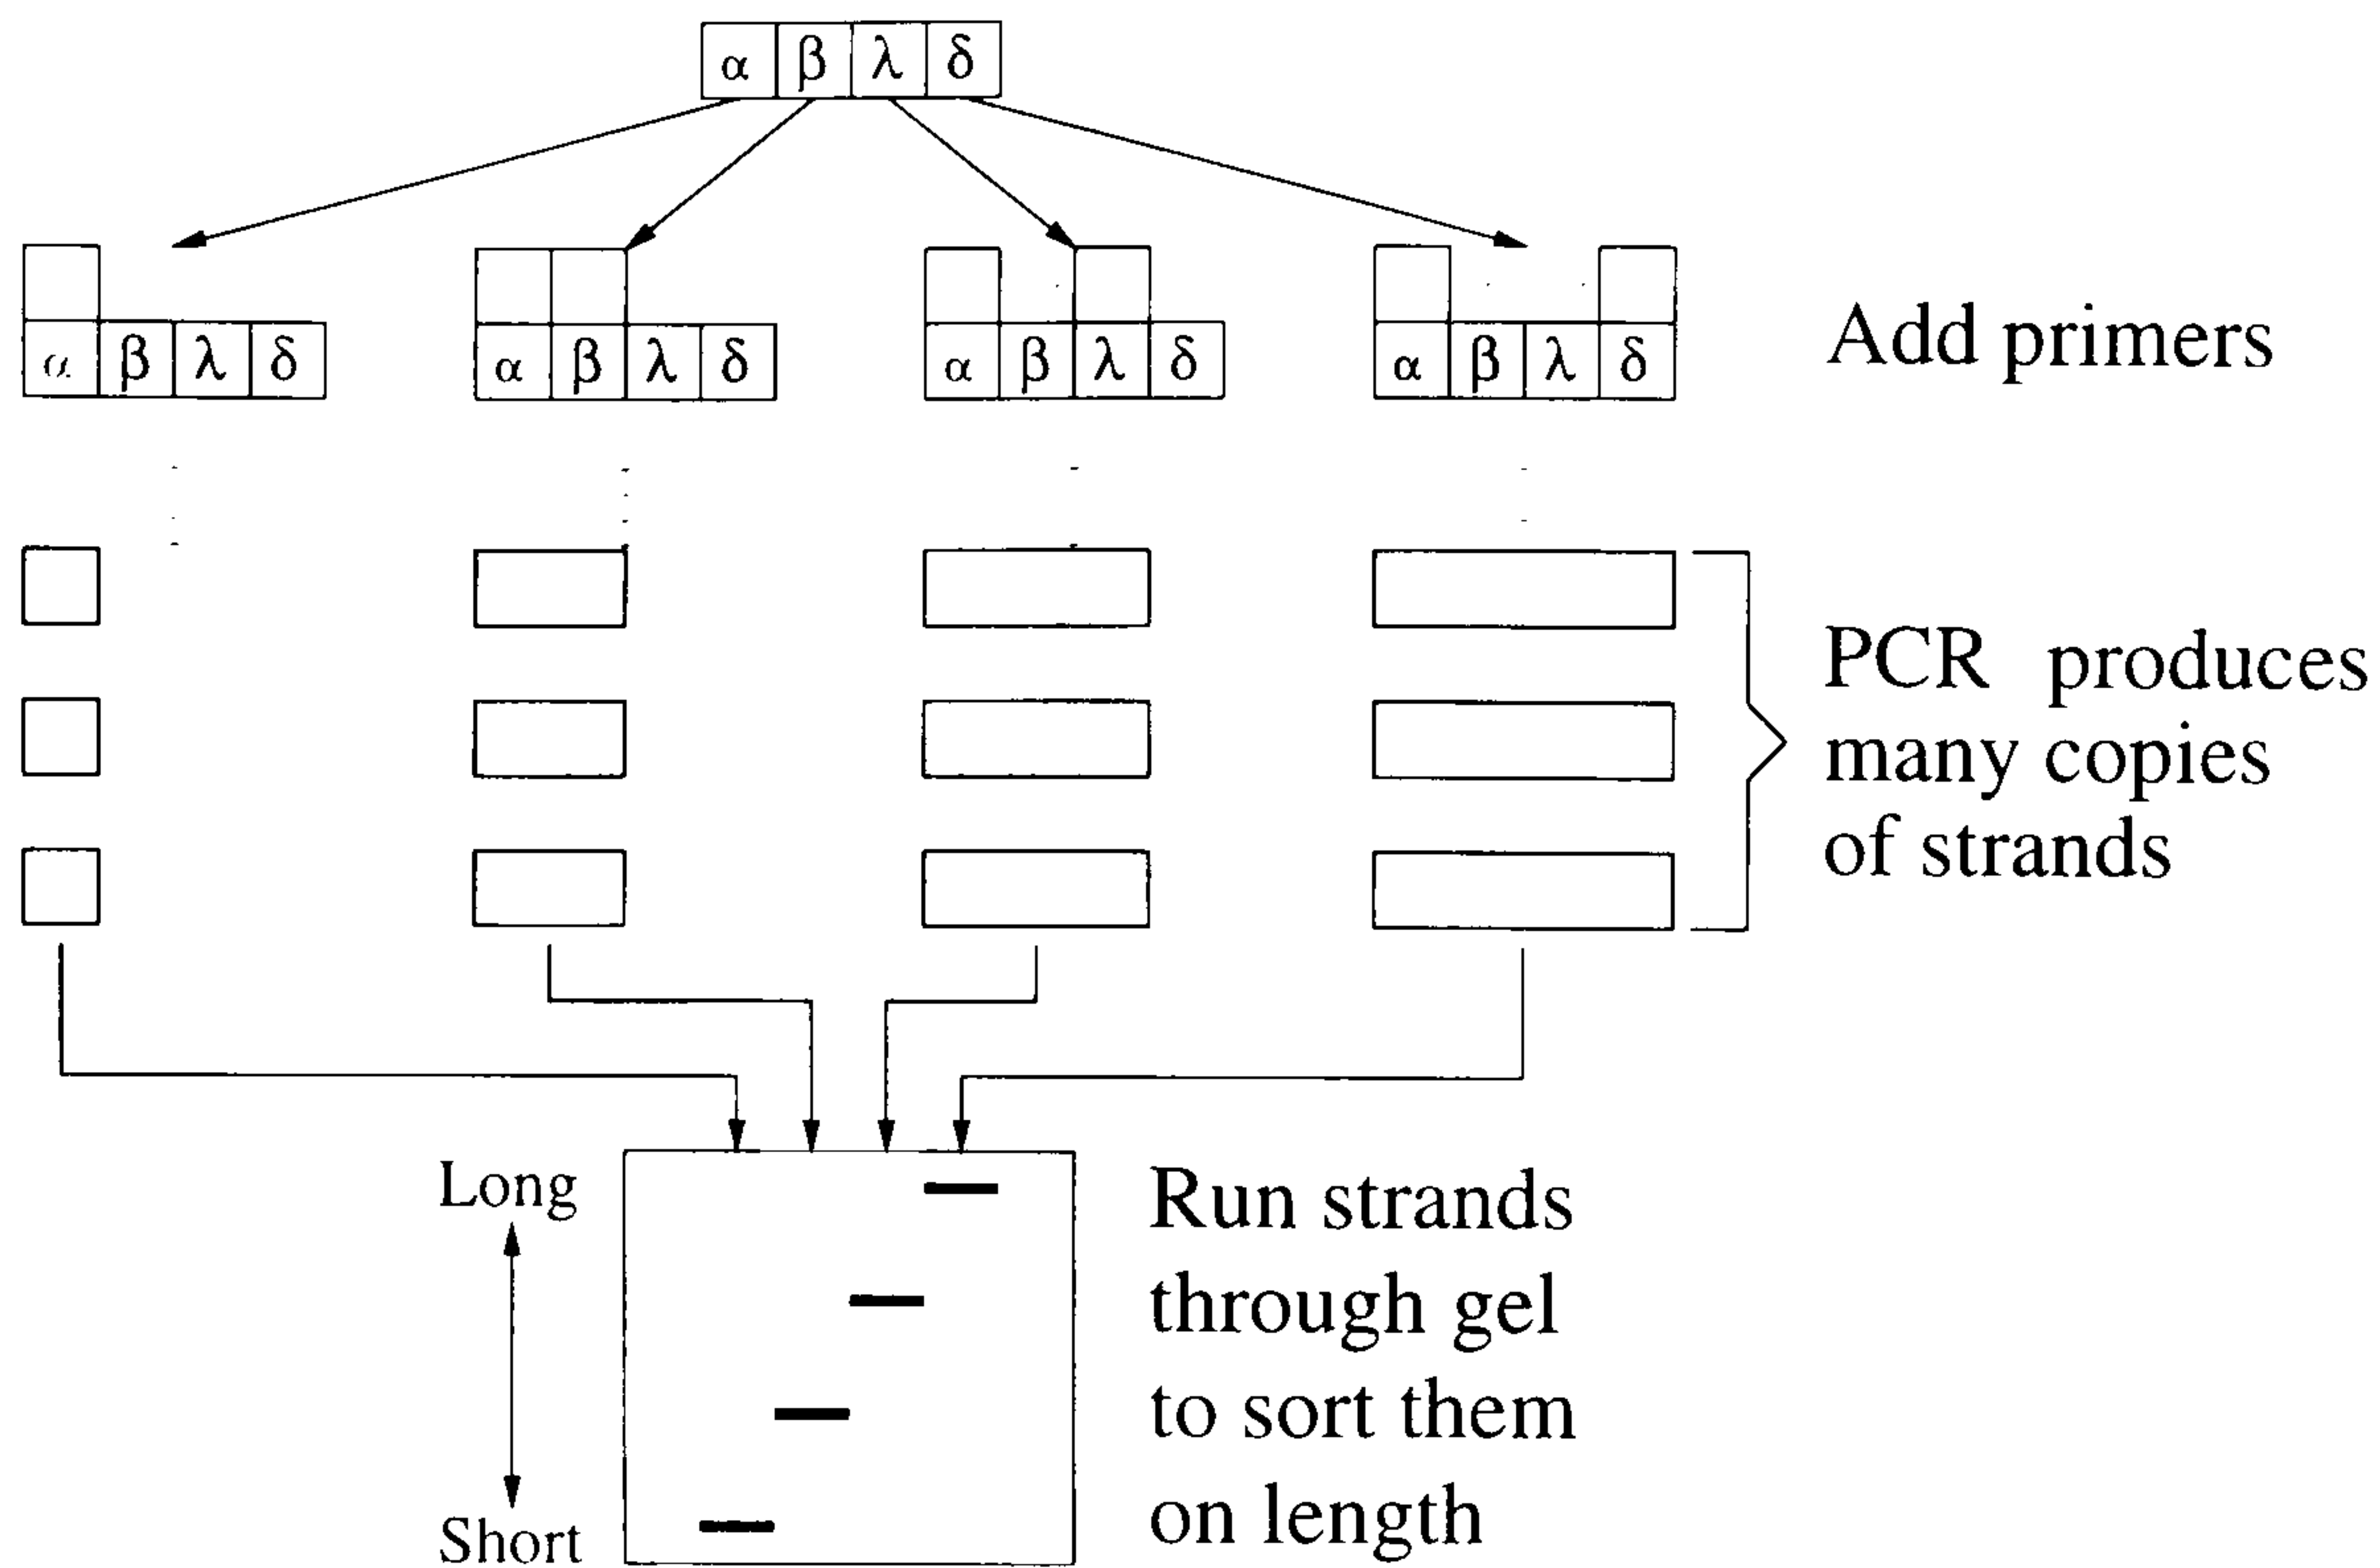 α β λ δ
α β λ δ
α β λ δ
α β λ δ
α β λ δ
Add primers
PCR produces
many copies
of strands
Long
Short
Run strands
through gel
to sort them
on length